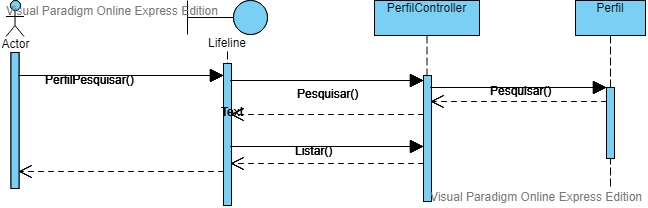 Visual Paradigm Online Express Edition
PerfilController
Perfil
Actor
Lifeline
PerfilPesquisar()
Pesquisar()
Pesquisar()
Text
Listar()
Visual Paradigm Online Express Edition